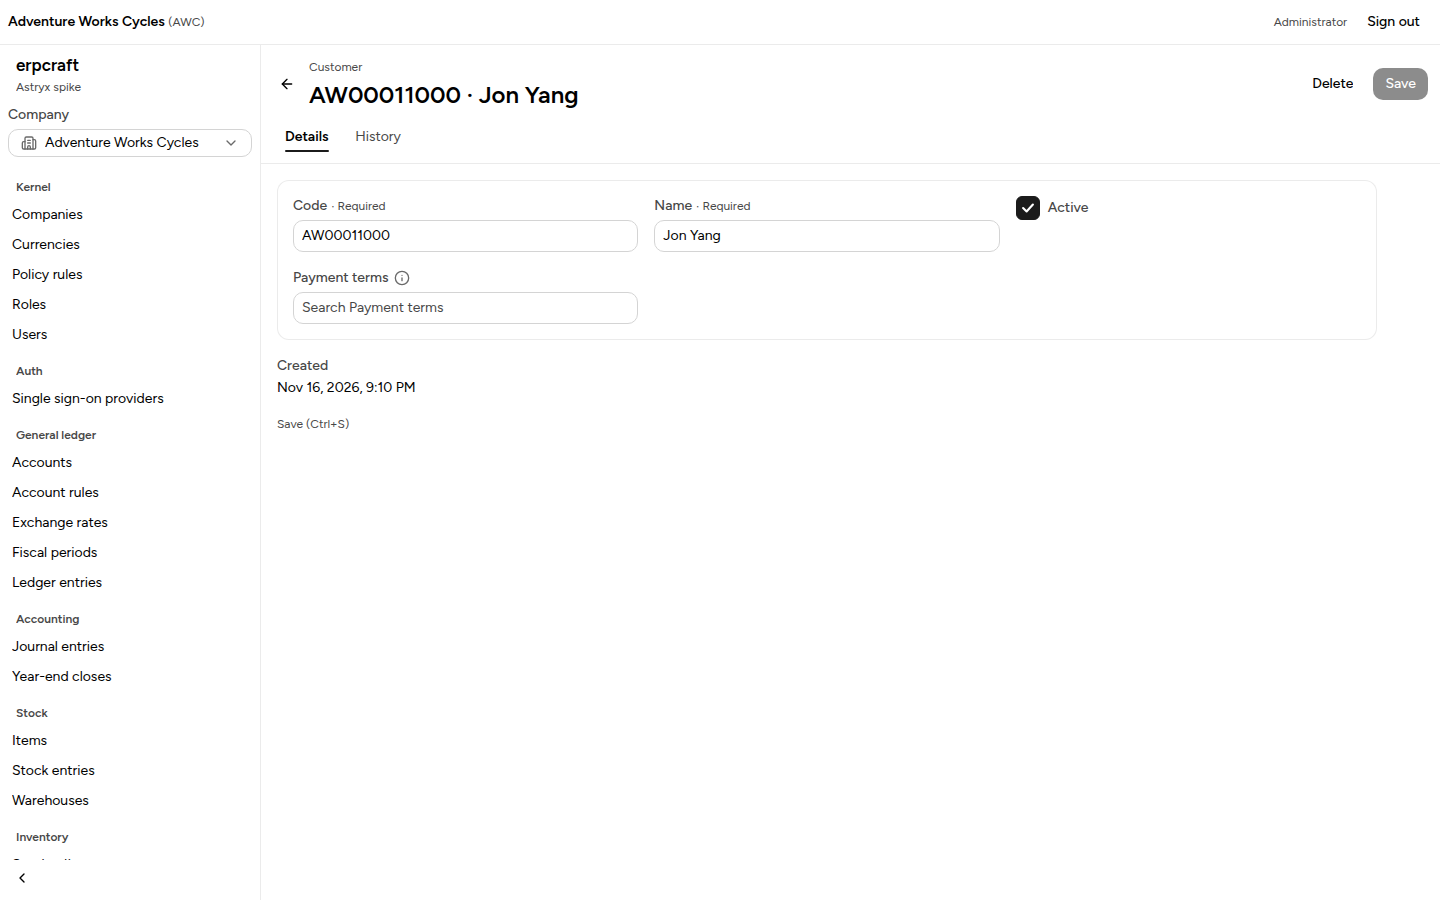 Adventure Works Cycles (AWC)
Administrator
Sign out
erpcraft
Astryx spike
Company
Adventure Works Cycles
Kernel
Companies
Currencies
Policy rules
Roles
Users
Auth
Single sign-on providers
General ledger
Accounts
Account rules
Exchange rates
Fiscal periods
Ledger entries
Accounting
Journal entries
Year-end closes
Stock
Items
Stock entries
Warehouses
Inventory
Customer
AW00011000 · Jon Yang
Delete
Save
Details
History
Code · Required
AW00011000
Name · Required
Jon Yang
Active
Payment terms
Search Payment terms
Created
Nov 16, 2026, 9:10 PM
Save (Ctrl+S)